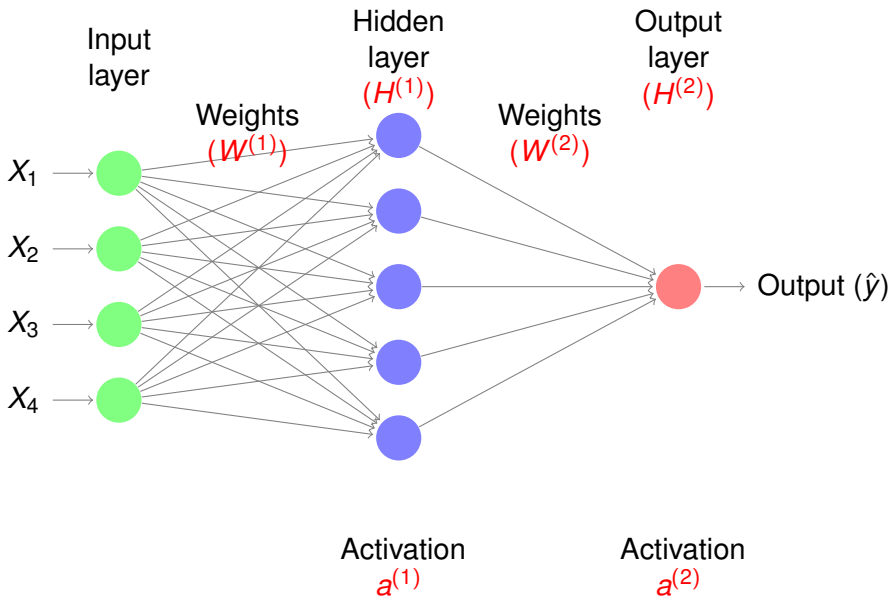 Input
layer
Hidden
layer
(H⁽¹⁾)
Output
layer
(H⁽²⁾)
Weights
(W⁽¹⁾)
Weights
(W⁽²⁾)
X₁
X₂
X₃
X₄
Output (ŷ)
Activation
a⁽¹⁾
Activation
a⁽²⁾